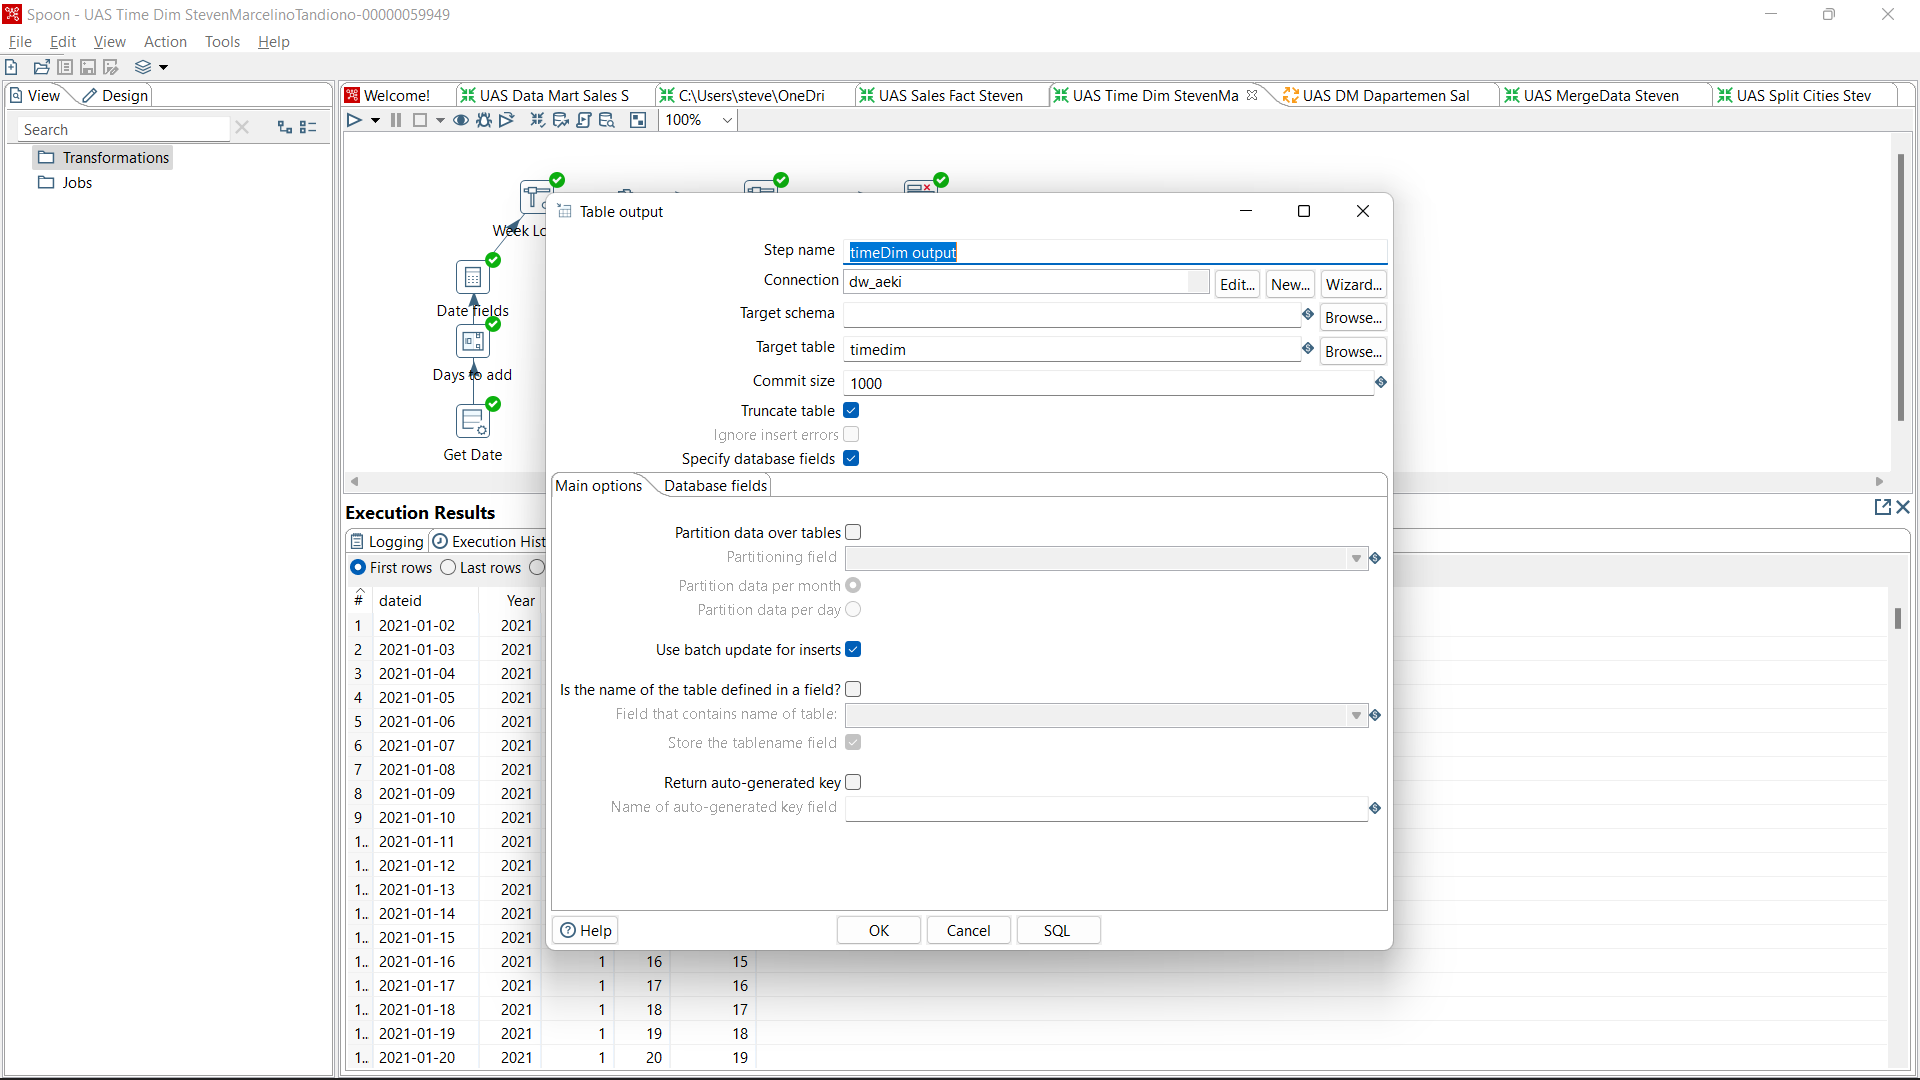 Spoon - UAS Time Dim StevenMarcelinoTandiono-00000059949
File Edit View Action Tools Help
View Design
Welcome! UAS Data Mart Sales S C:\Users\steve\OneDri UAS Sales Fact Steven UAS Time Dim StevenMa UAS DM Dapartemen Sal UAS MergeData Steven UAS Split Cities Stev
Search
100%
Transformations
Jobs
Week Lo
Date fields
Days to add
Get Date
Table output
Step name timeDim output
Connection dw_aeki Edit... New... Wizard...
Target schema Browse...
Target table timedim Browse...
Commit size 1000
Truncate table
Ignore insert errors
Specify database fields
Main options Database fields
Partition data over tables
Partitioning field
Partition data per month
Partition data per day
Use batch update for inserts
Is the name of the table defined in a field?
Field that contains name of table:
Store the tablename field
Return auto-generated key
Name of auto-generated key field
Help OK Cancel SQL
Execution Results
Logging Execution Hist
First rows Last rows
# dateid Year
1 2021-01-02 2021
2 2021-01-03 2021
3 2021-01-04 2021
4 2021-01-05 2021
5 2021-01-06 2021
6 2021-01-07 2021
7 2021-01-08 2021
8 2021-01-09 2021
9 2021-01-10 2021
1.. 2021-01-11 2021
1.. 2021-01-12 2021
1.. 2021-01-13 2021
1.. 2021-01-14 2021
1.. 2021-01-15 2021
1.. 2021-01-16 2021 1 16 15
1.. 2021-01-17 2021 1 17 16
1.. 2021-01-18 2021 1 18 17
1.. 2021-01-19 2021 1 19 18
1.. 2021-01-20 2021 1 20 19